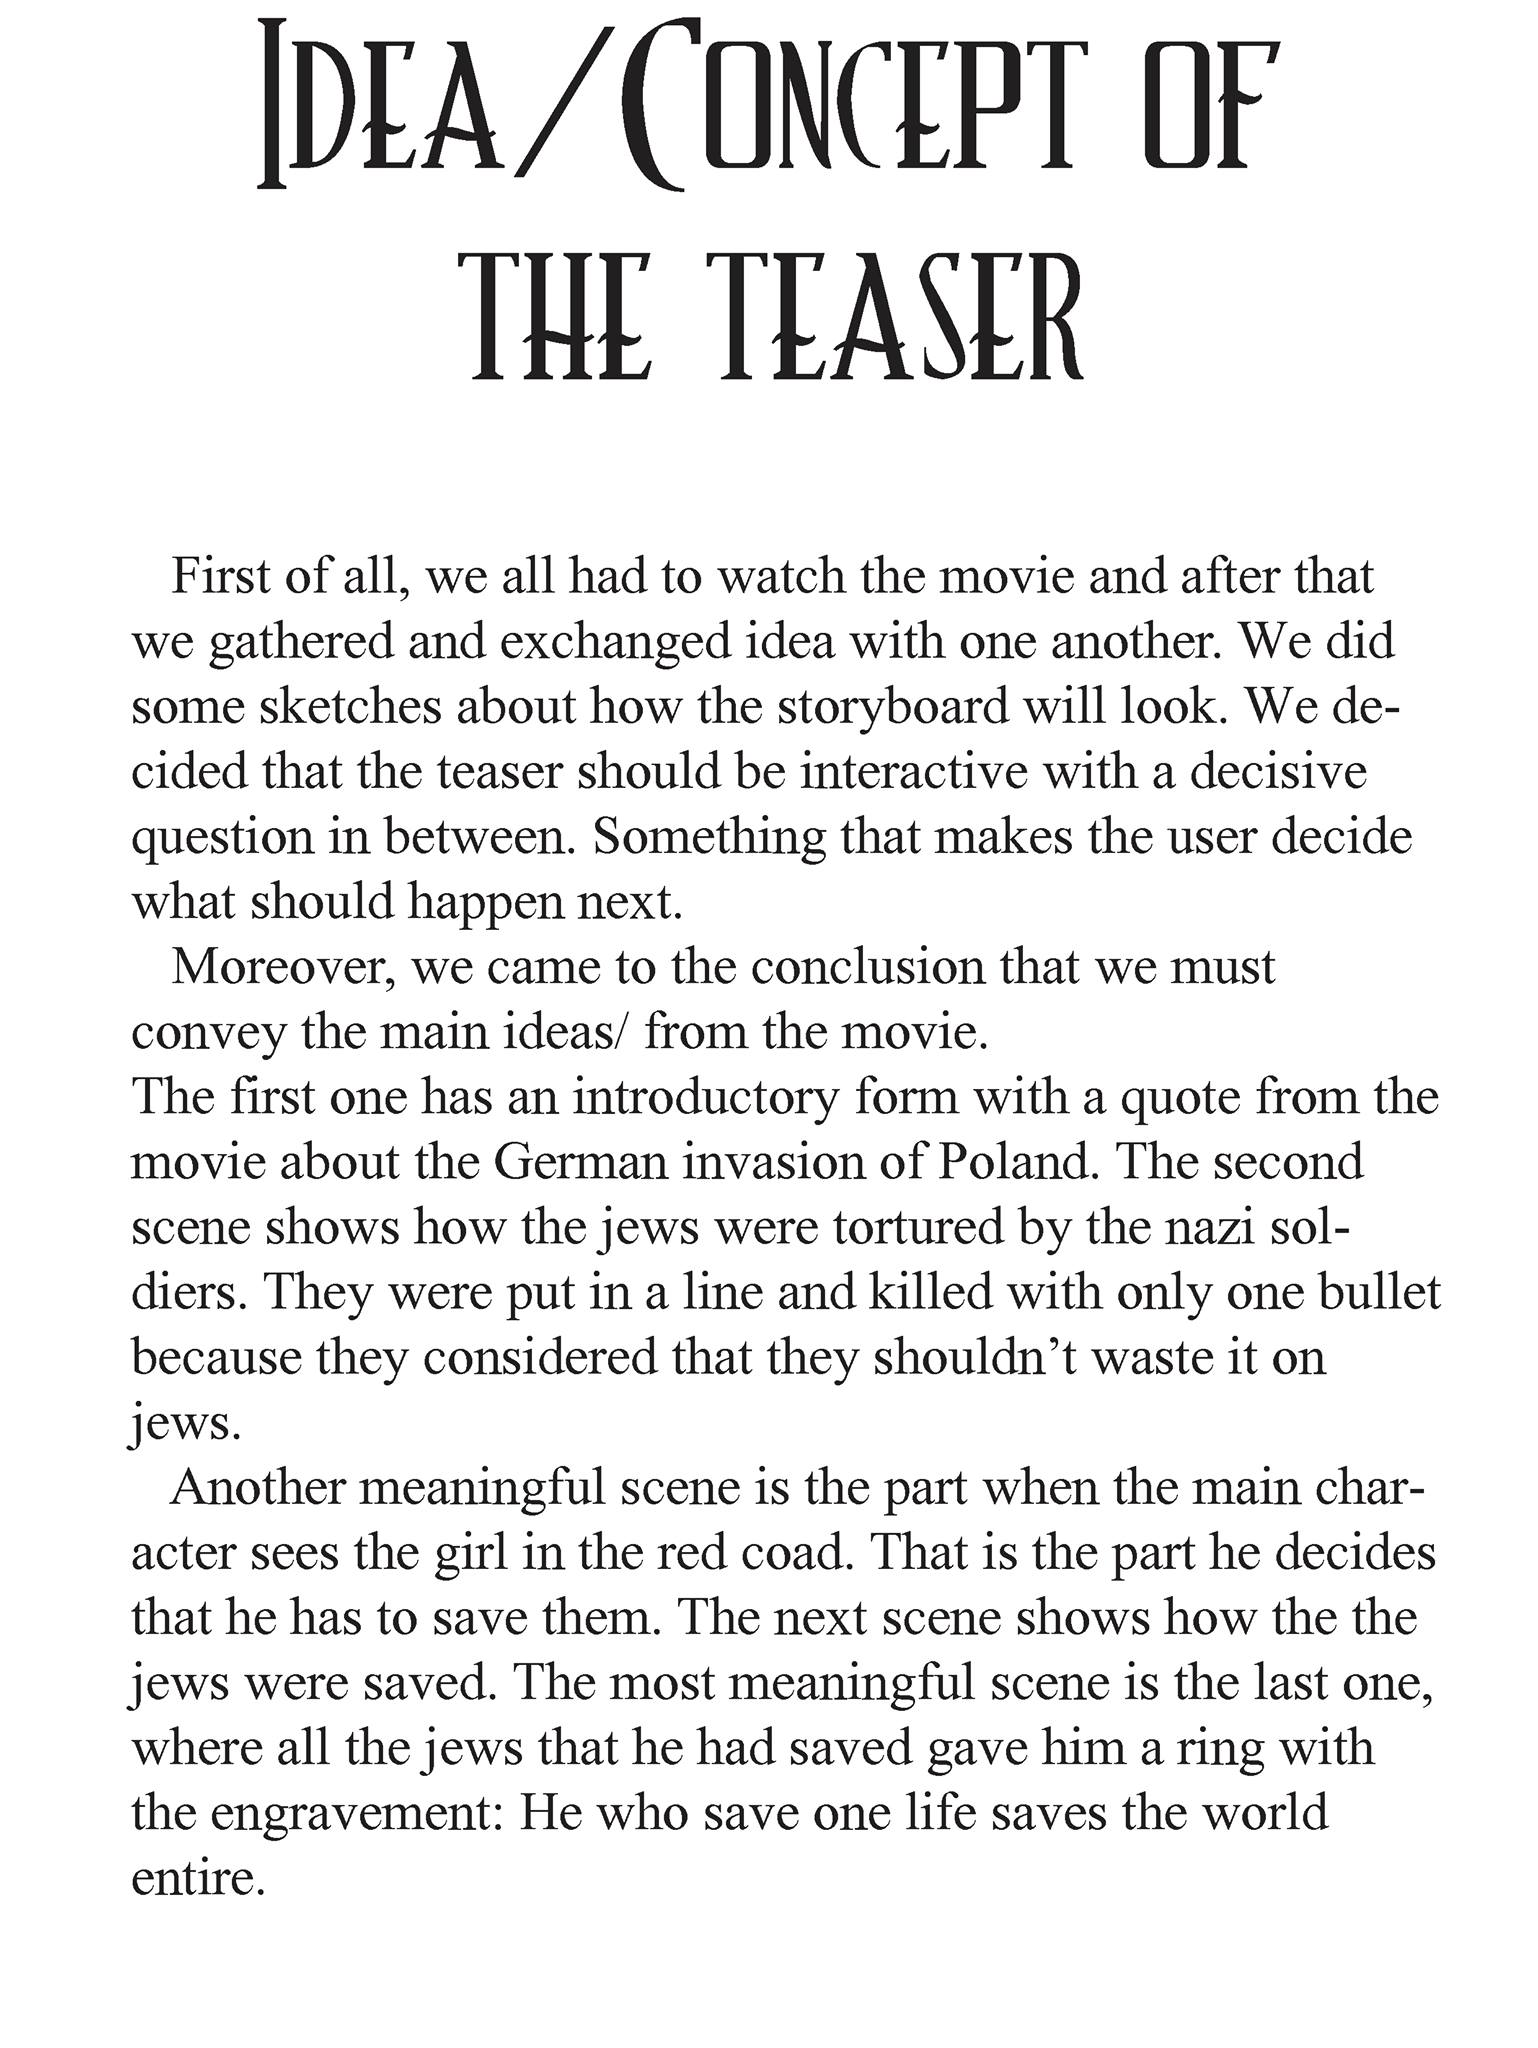 Idea/Concept of
the teaser
First of all, we all had to watch the movie and after that
we gathered and exchanged idea with one another. We did
some sketches about how the storyboard will look. We de-
cided that the teaser should be interactive with a decisive
question in between. Something that makes the user decide
what should happen next.
Moreover, we came to the conclusion that we must
convey the main ideas/ from the movie.
The first one has an introductory form with a quote from the
movie about the German invasion of Poland. The second
scene shows how the jews were tortured by the nazi sol-
diers. They were put in a line and killed with only one bullet
because they considered that they shouldn’t waste it on
jews.
Another meaningful scene is the part when the main char-
acter sees the girl in the red coad. That is the part he decides
that he has to save them. The next scene shows how the the
jews were saved. The most meaningful scene is the last one,
where all the jews that he had saved gave him a ring with
the engravement: He who save one life saves the world
entire.